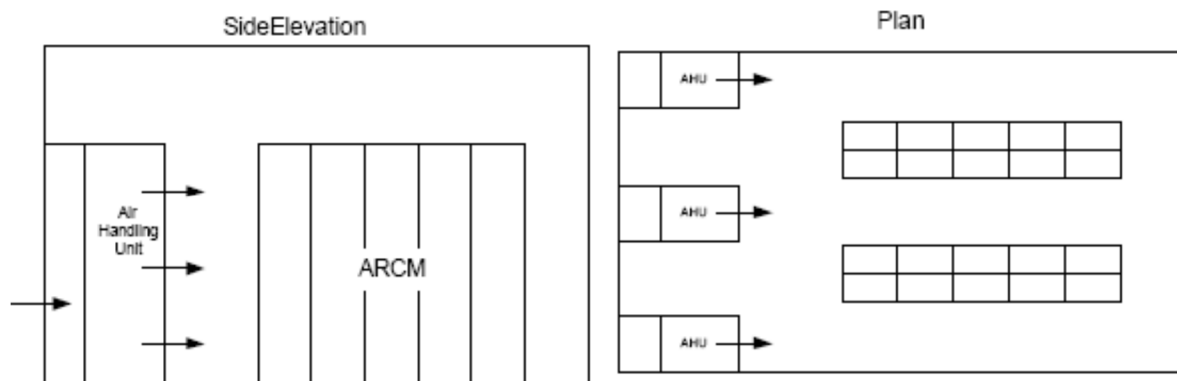 SideElevation
Air
Handling
Unit
ARCM
Plan
AHU
AHU
AHU